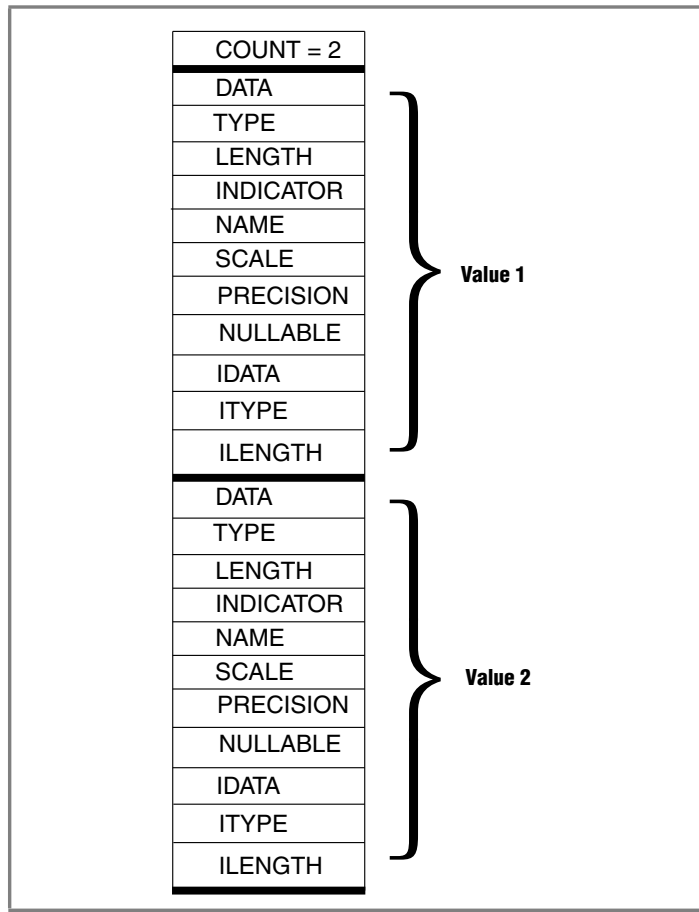 COUNT = 2
DATA
TYPE
LENGTH
INDICATOR
NAME
SCALE
PRECISION
NULLABLE
IDATA
ITYPE
ILENGTH
Value 1
DATA
TYPE
LENGTH
INDICATOR
NAME
SCALE
PRECISION
NULLABLE
IDATA
ITYPE
ILENGTH
Value 2